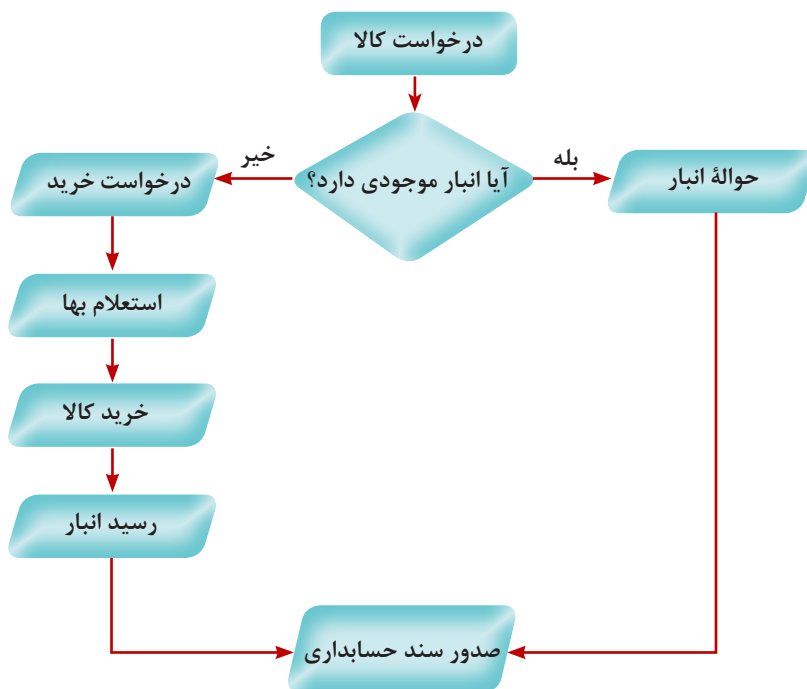 درخواست کالا
آیا انبار موجودی دارد؟
بله
حوالهٔ انبار
خیر
درخواست خرید
استعلام بها
خرید کالا
رسید انبار
صدور سند حسابداری